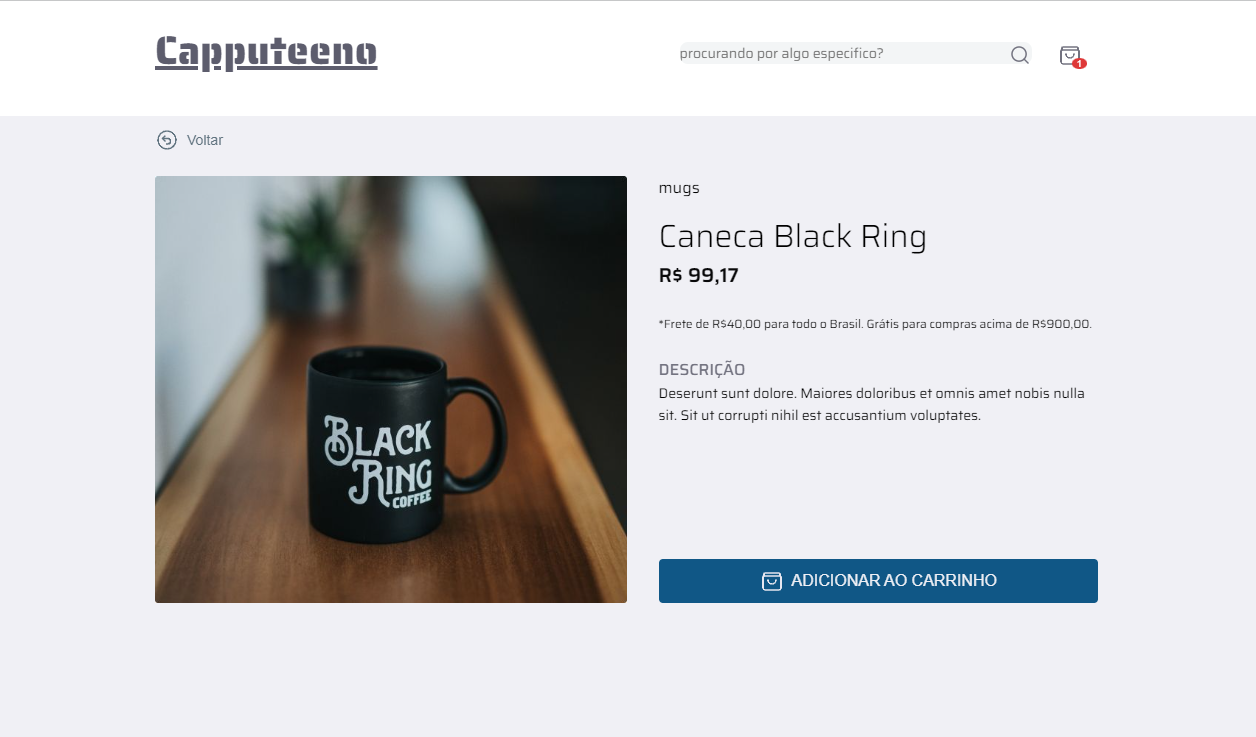 Capputeeno
procurando por algo especifico?
1
Voltar
BLACK
RING
COFFEE
mugs
Caneca Black Ring
R$ 99,17
*Frete de R$40,00 para todo o Brasil. Grátis para compras acima de R$900,00.
DESCRIÇÃO
Deserunt sunt dolore. Maiores doloribus et omnis amet nobis nulla
sit. Sit ut corrupti nihil est accusantium voluptates.
ADICIONAR AO CARRINHO